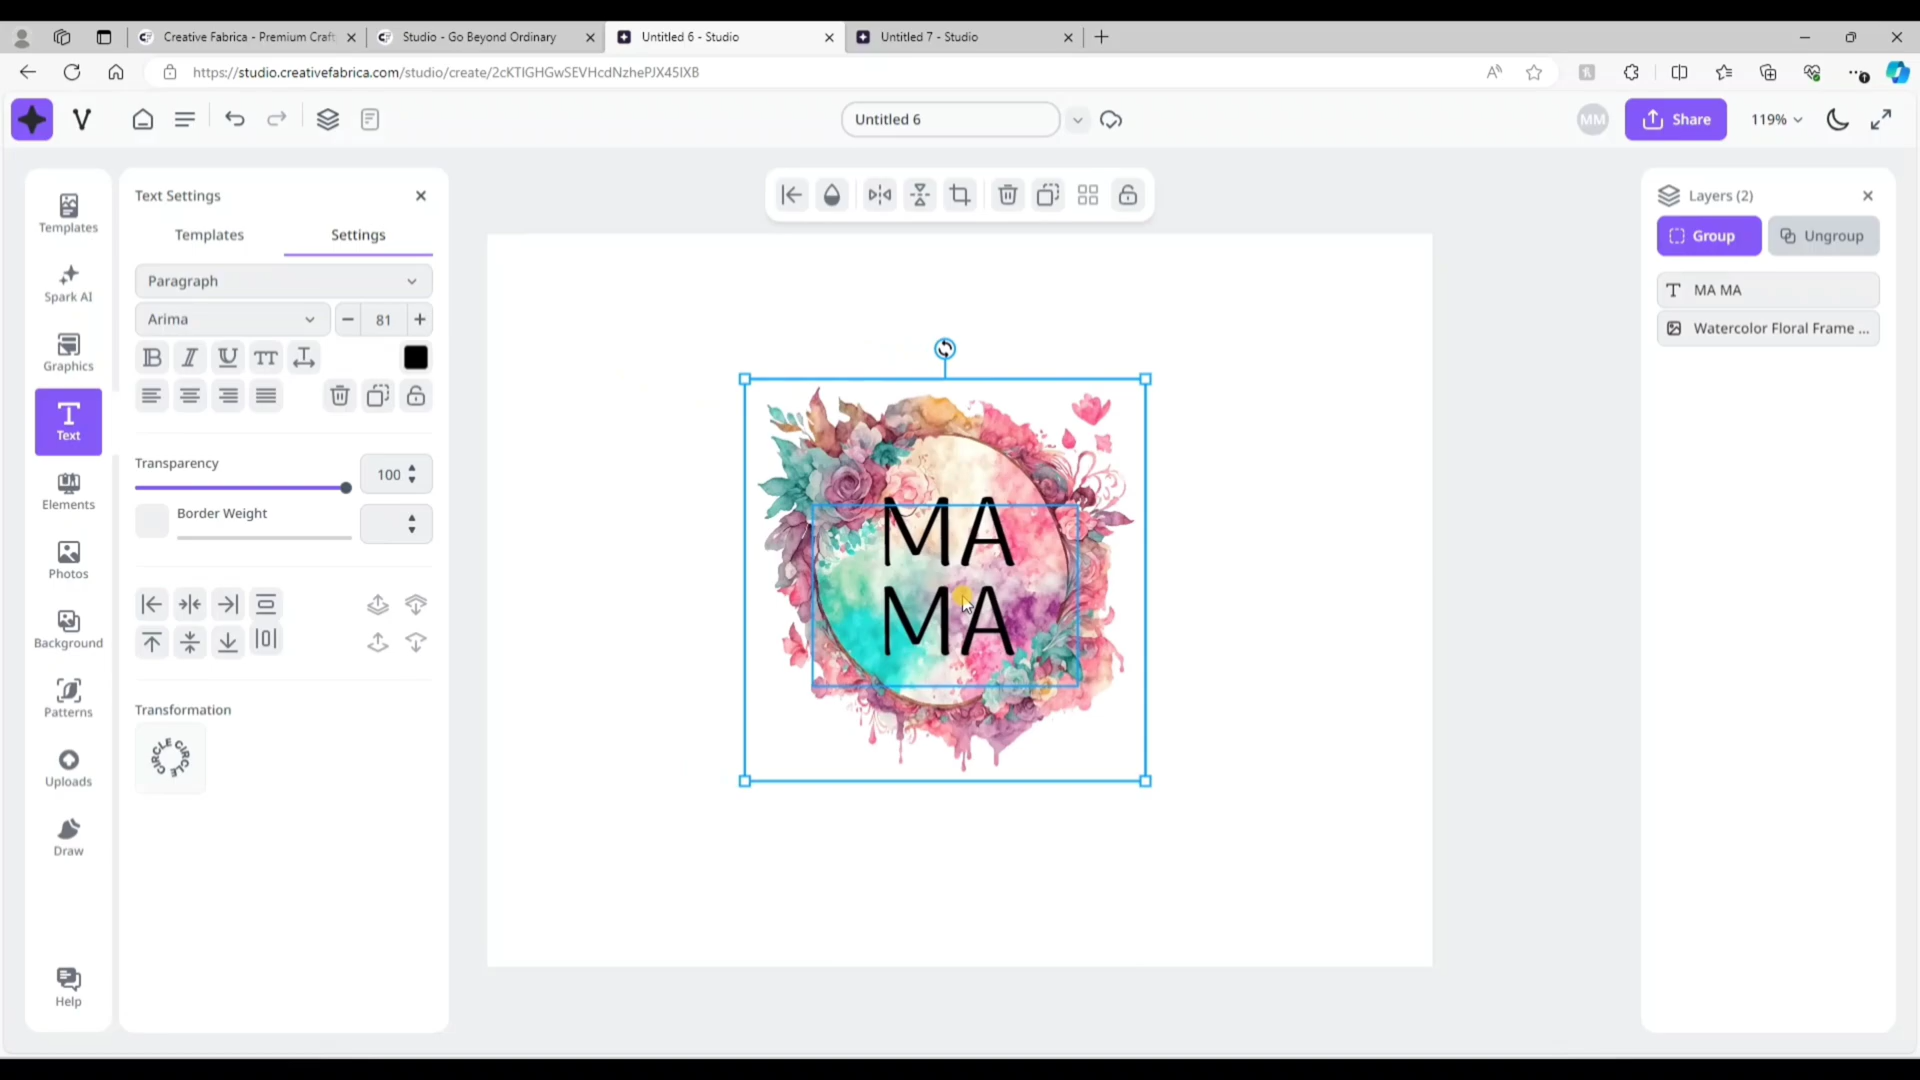 Creative Fabrica - Premium Craft
Studio - Go Beyond Ordinary
Untitled 6 - Studio
Untitled 7 - Studio
https://studio.creativefabrica.com/studio/create/2cKTIGHGwSEVHcdNzhePJX45IXB
Untitled 6
MM
Share
119%
Templates
Spark AI
Graphics
Text
Elements
Photos
Background
Patterns
Uploads
Draw
Help
Text Settings
Templates
Settings
Paragraph
Arima
81
Transparency
100
Border Weight
Transformation
CIRCLE CIRCLE
MA
MA
Layers (2)
Group
Ungroup
MA MA
Watercolor Floral Frame ...